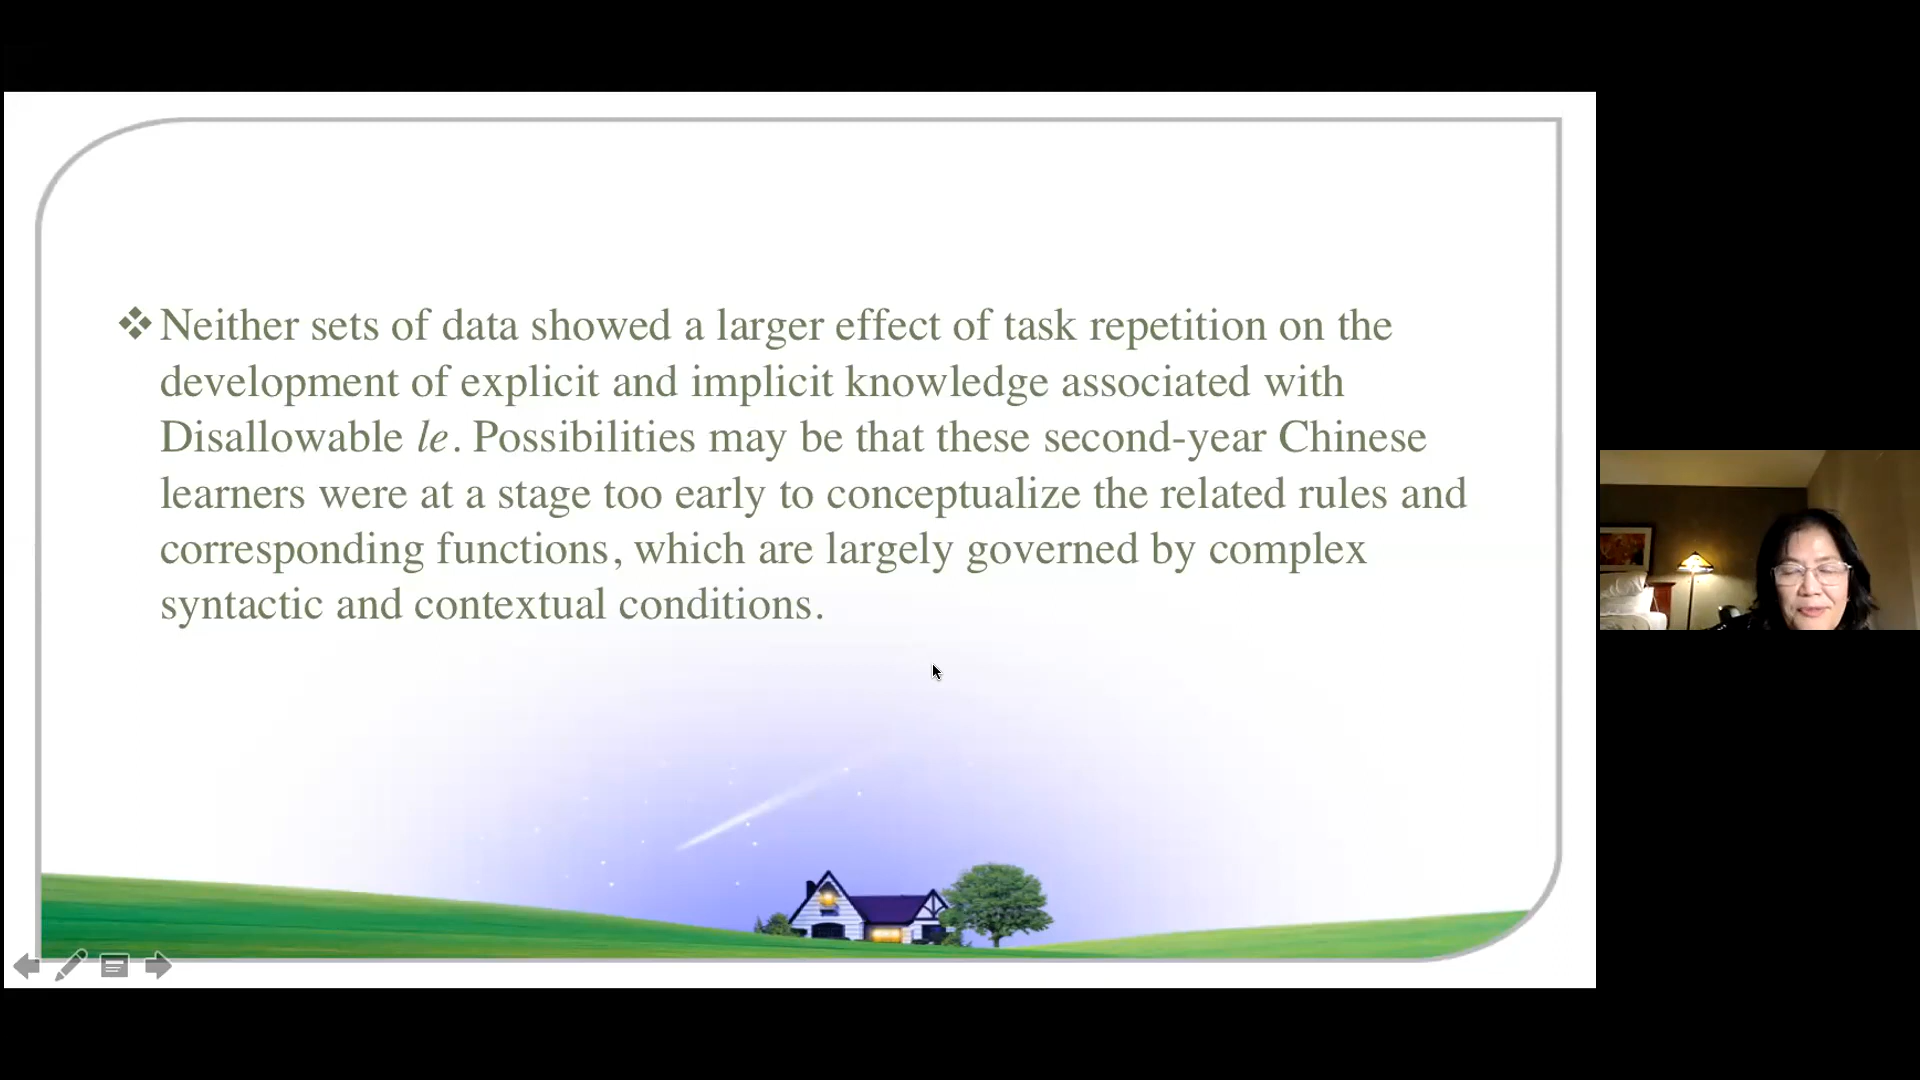 Neither sets of data showed a larger effect of task repetition on the
development of explicit and implicit knowledge associated with
Disallowable le. Possibilities may be that these second-year Chinese
learners were at a stage too early to conceptualize the related rules and
corresponding functions, which are largely governed by complex
syntactic and contextual conditions.